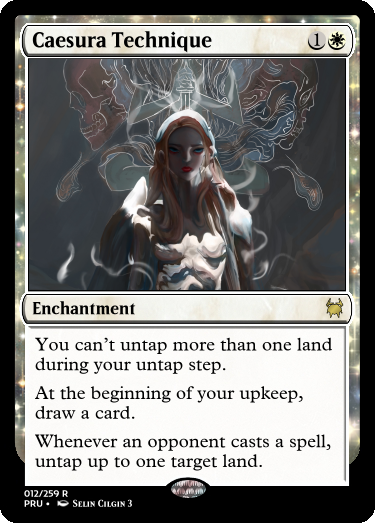 Caesura Technique 1
Enchantment
You can't untap more than one land
during your untap step.
At the beginning of your upkeep,
draw a card.
Whenever an opponent casts a spell,
untap up to one target land.
012/259 R
PRU • Selin Cilgin 3